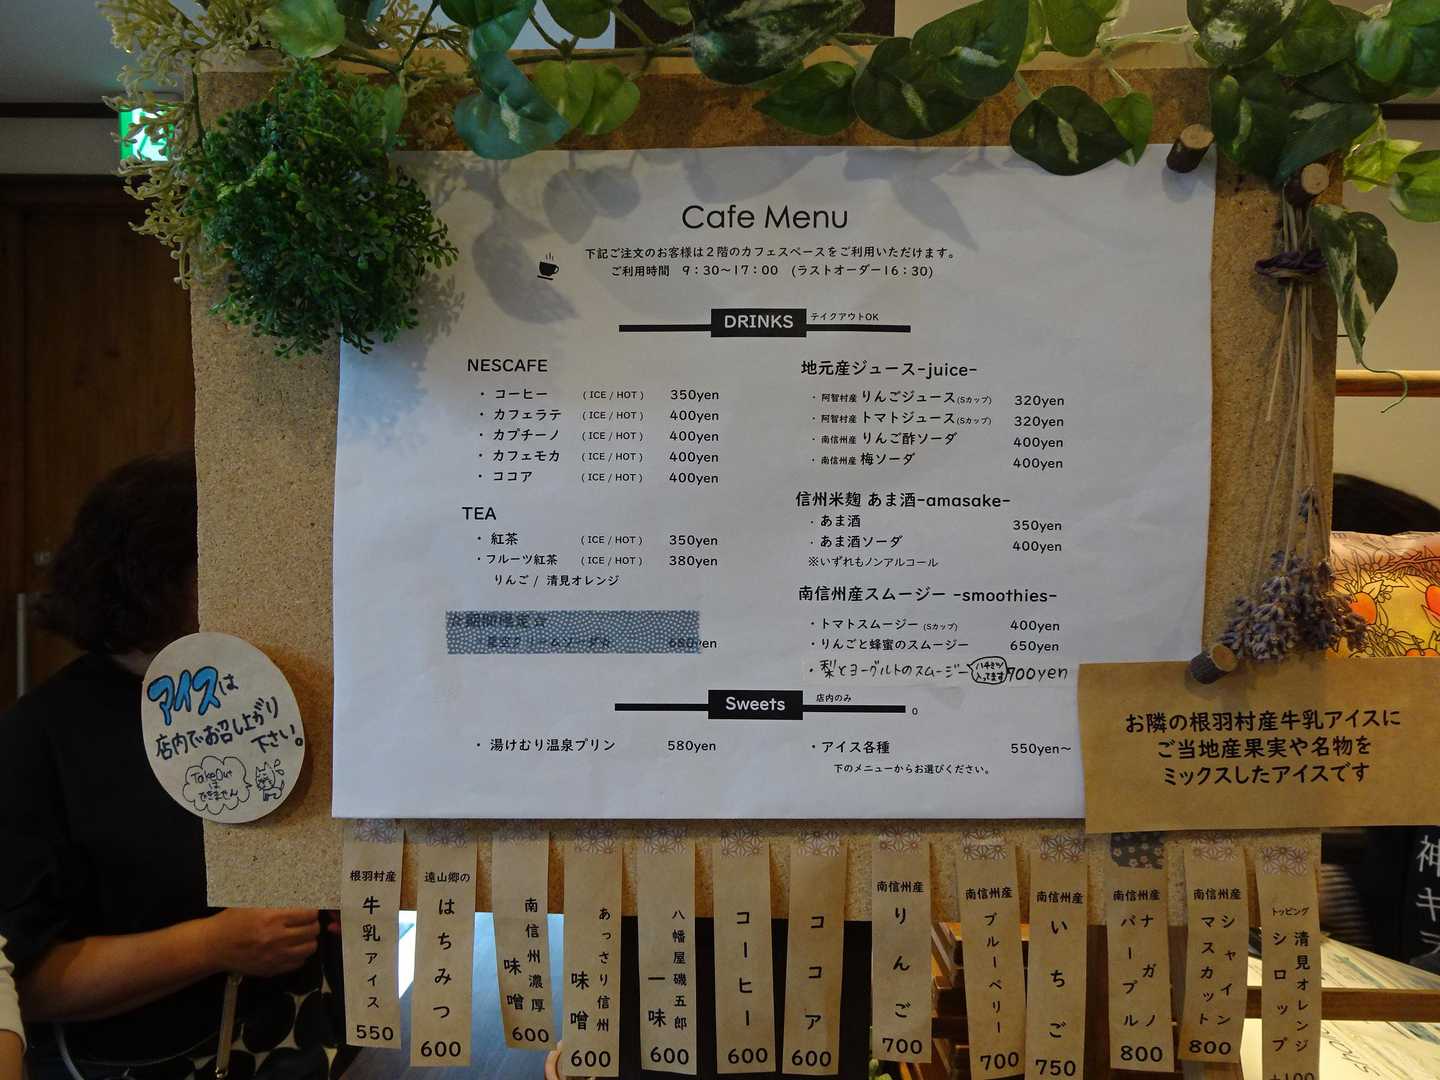 Cafe Menu
下記ご注文のお客様は2階のカフェスペースをご利用いただけます。
ご利用時間 9:30〜17:00 (ラストオーダー16:30)
DRINKS テイクアウトOK
NESCAFE
・ コーヒー (ICE / HOT) 350yen
・ カフェラテ (ICE / HOT) 400yen
・ カプチーノ (ICE / HOT) 400yen
・ カフェモカ (ICE / HOT) 400yen
・ ココア (ICE / HOT) 400yen
TEA
・ 紅茶 (ICE / HOT) 350yen
・フルーツ紅茶 (ICE / HOT) 380yen
りんご / 清見オレンジ
☆期間限定☆
680yen
地元産ジュース-juice-
・阿智村産 りんごジュース(Sカップ) 320yen
・阿智村産 トマトジュース(Sカップ) 320yen
・南信州産 りんご酢ソーダ 400yen
・南信州産 梅ソーダ 400yen
信州米麹 あま酒-amasake-
・あま酒 350yen
・あま酒ソーダ 400yen
※いずれもノンアルコール
南信州産スムージー -smoothies-
・トマトスムージー (Sカップ) 400yen
・りんごと蜂蜜のスムージー 650yen
・梨とヨーグルトのスムージー ハチミツ入ってます 700yen
Sweets 店内のみ
・ 湯けむり温泉プリン 580yen
・アイス各種 550yen〜
下のメニューからお選びください。
アイスは
店内でお召し上がり
下さい。
TakeOut
は
できません
お隣の根羽村産牛乳アイスに
ご当地産果実や名物を
ミックスしたアイスです
根羽村産 牛乳アイス 550
遠山郷の はちみつ 600
南信州濃厚 味噌 600
あっさり信州 味噌 600
八幡屋磯五郎 一味 600
コーヒー 600
ココア 600
南信州産 りんご 700
南信州産 ブルーベリー 700
南信州産 いちご 750
南信州産 ナガノパープル 800
南信州産 シャインマスカット 800
トッピング 清見オレンジシロップ +100